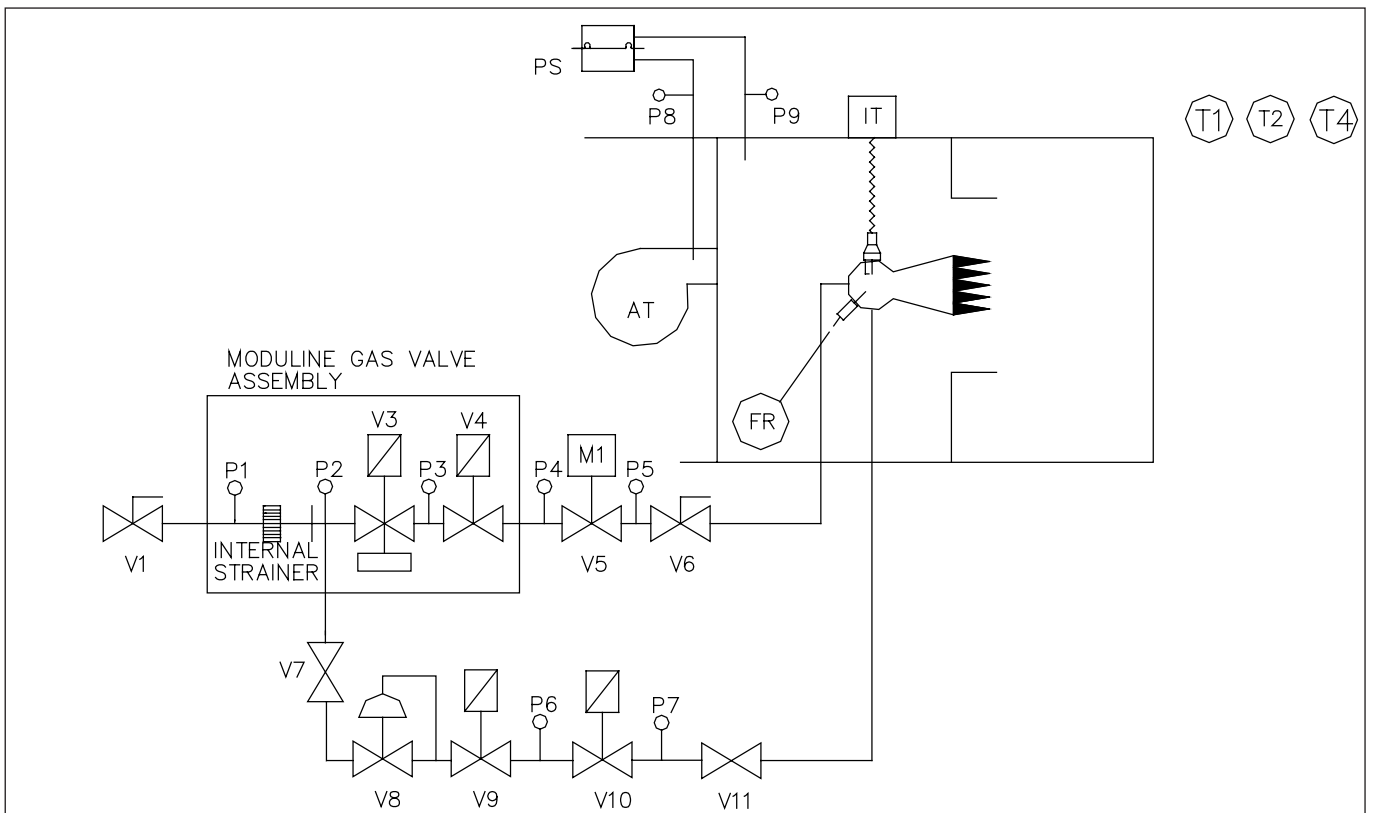 PS
P8
P9
IT
T1
T2
T4
AT
FR
MODULINE GAS VALVE
ASSEMBLY
V3
V4
M1
P1
P2
P3
P4
P5
INTERNAL
STRAINER
V1
V5
V6
V7
P6
P7
V8
V9
V10
V11